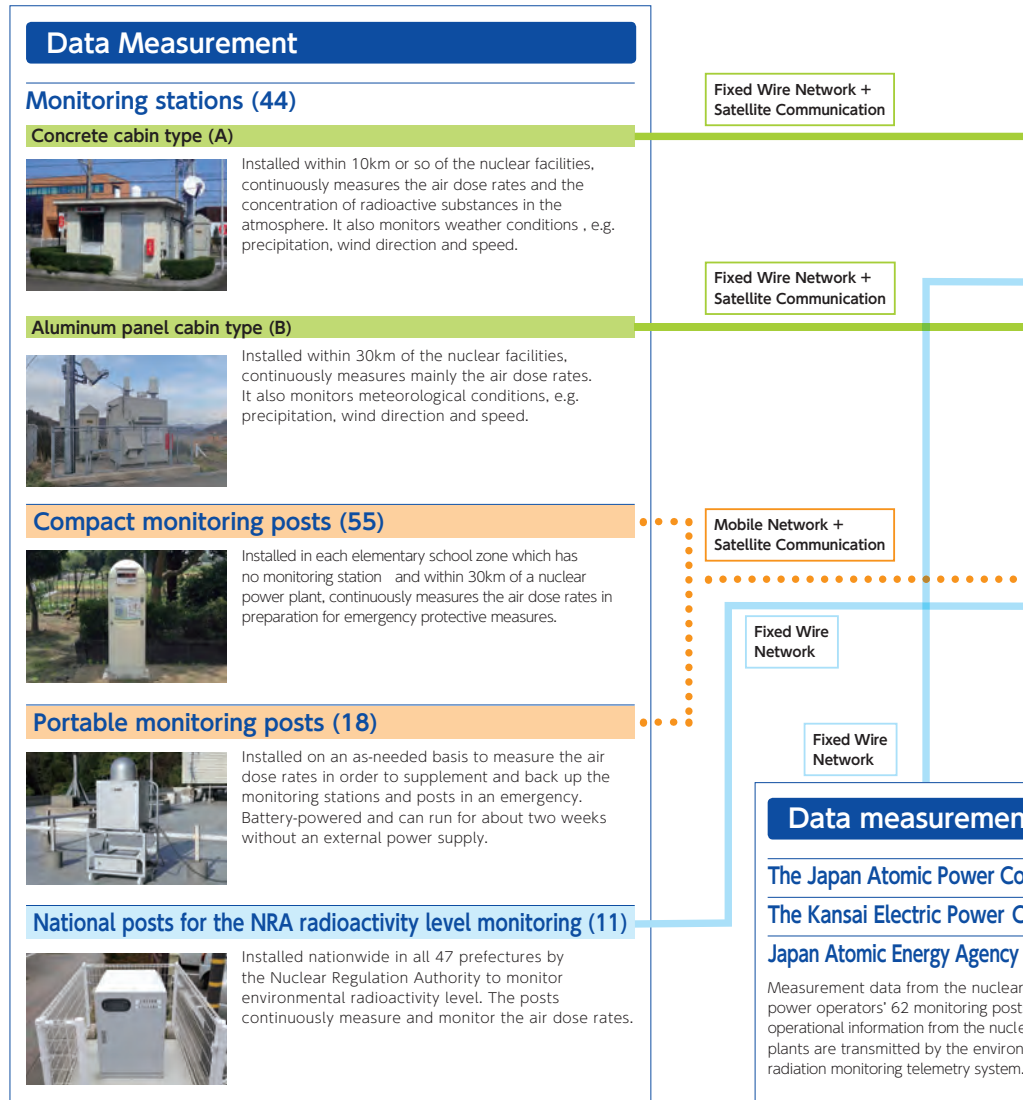 Data Measurement
Monitoring stations (44)
Concrete cabin type (A)
Installed within 10km or so of the nuclear facilities,
continuously measures the air dose rates and the
concentration of radioactive substances in the
atmosphere. It also monitors weather conditions , e.g.
precipitation, wind direction and speed.
Aluminum panel cabin type (B)
Installed within 30km of the nuclear facilities,
continuously measures mainly the air dose rates.
It also monitors meteorological conditions, e.g.
precipitation, wind direction and speed.
Compact monitoring posts (55)
Installed in each elementary school zone which has
no monitoring station and within 30km of a nuclear
power plant, continuously measures the air dose rates in
preparation for emergency protective measures.
Portable monitoring posts (18)
Installed on an as-needed basis to measure the air
dose rates in order to supplement and back up the
monitoring stations and posts in an emergency.
Battery-powered and can run for about two weeks
without an external power supply.
National posts for the NRA radioactivity level monitoring (11)
Installed nationwide in all 47 prefectures by
the Nuclear Regulation Authority to monitor
environmental radioactivity level. The posts
continuously measure and monitor the air dose rates.
Fixed Wire Network +
Satellite Communication
Fixed Wire Network +
Satellite Communication
Mobile Network +
Satellite Communication
Fixed Wire
Network
Fixed Wire
Network
Data measuremen
The Japan Atomic Power Co
The Kansai Electric Power C
Japan Atomic Energy Agency
Measurement data from the nuclear
power operators' 62 monitoring post
operational information from the nucle
plants are transmitted by the environ
radiation monitoring telemetry system.